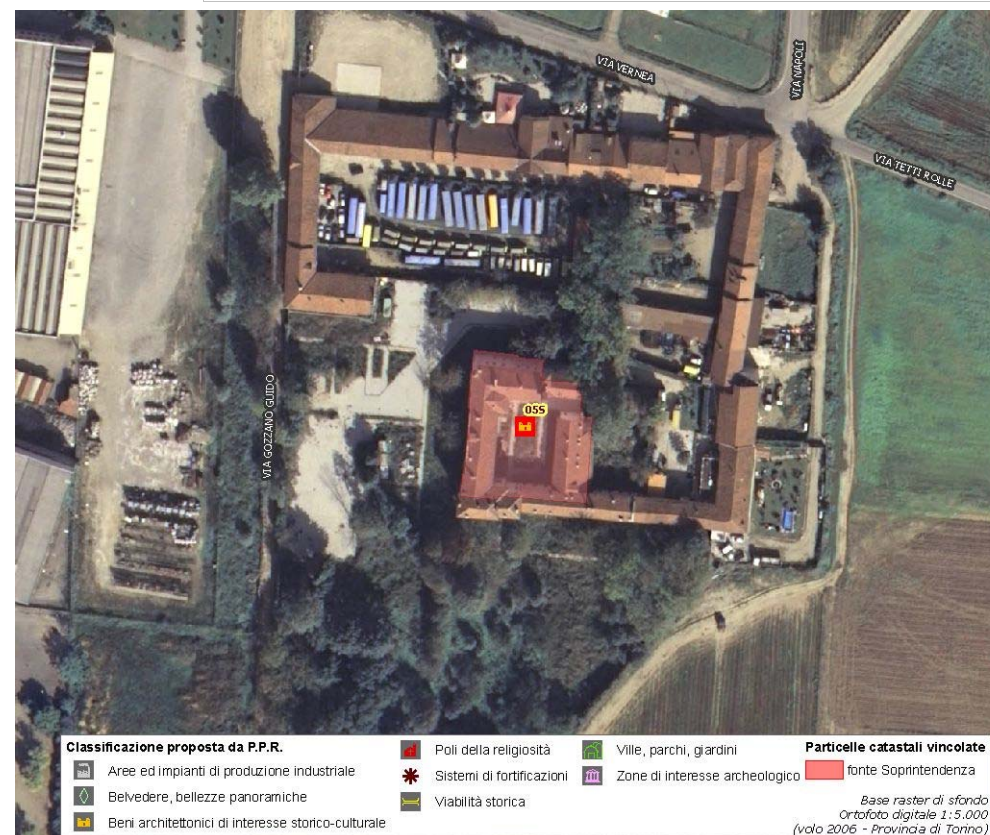 VIA VERNEA
VIA NAPOLI
VIA TETTI ROLLE
VIA GOZZANO GUIDO
055
Classificazione proposta da P.P.R.
Aree ed impianti di produzione industriale
Belvedere, bellezze panoramiche
Beni architettonici di interesse storico-culturale
Poli della religiosità
Sistemi di fortificazioni
Viabilità storica
Ville, parchi, giardini
Zone di interesse archeologico
Particelle catastali vincolate
fonte Soprintendenza
Base raster di sfondo
Ortofoto digitale 1:5.000
(volo 2006 - Provincia di Torino)